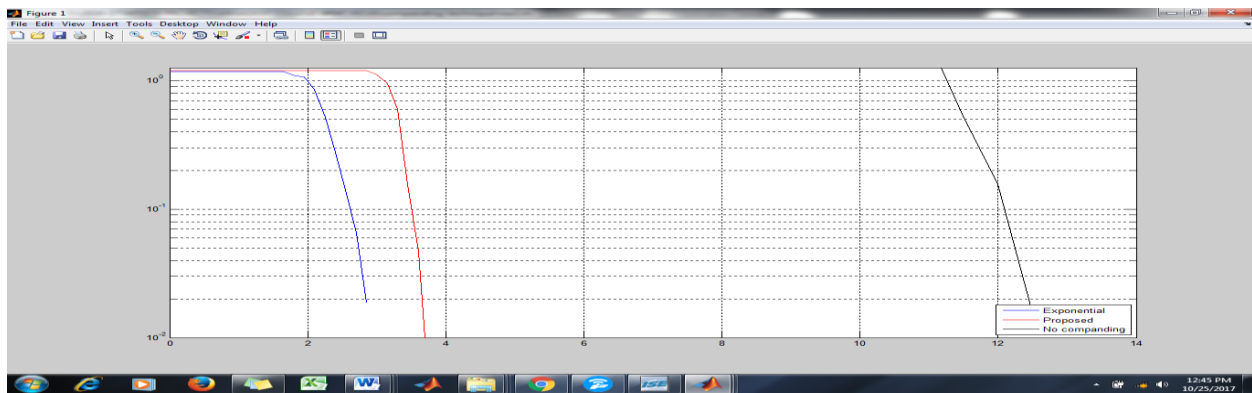 Figure 1
File Edit View Insert Tools Desktop Window Help
10^0
10^-1
10^-2
0 2 4 6 8 10 12 14
Exponential
Proposed
No companding
12:45 PM
10/25/2017